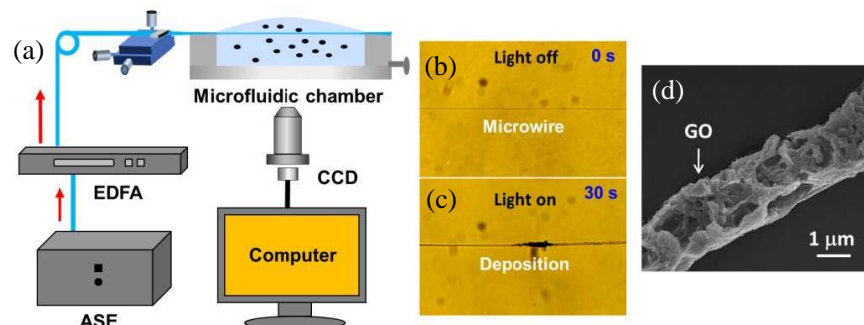 (a)
Microfluidic chamber
EDFA
CCD
Computer
ASE
(b)
Light off
0 s
Microwire
(c)
Light on
30 s
Deposition
(d)
GO
1 μm